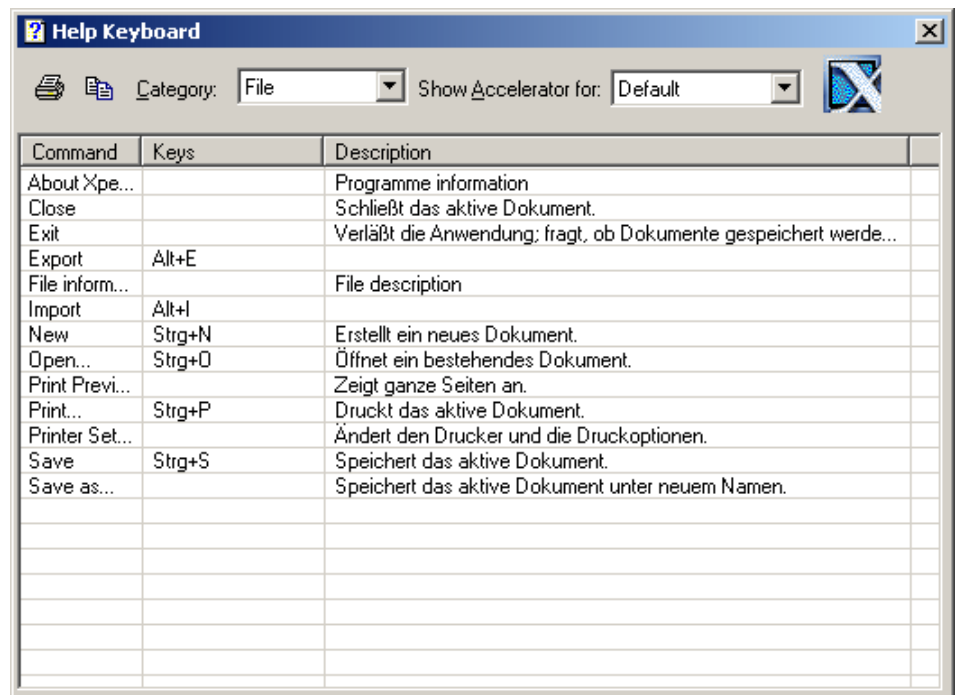 Help Keyboard
Category: File Show Accelerator for: Default
Command Keys Description
About Xpe... Programme information
Close Schließt das aktive Dokument.
Exit Verläßt die Anwendung; fragt, ob Dokumente gespeichert werde...
Export Alt+E
File inform... File description
Import Alt+I
New Strg+N Erstellt ein neues Dokument.
Open... Strg+O Öffnet ein bestehendes Dokument.
Print Previ... Zeigt ganze Seiten an.
Print... Strg+P Druckt das aktive Dokument.
Printer Set... Ändert den Drucker und die Druckoptionen.
Save Strg+S Speichert das aktive Dokument.
Save as... Speichert das aktive Dokument unter neuem Namen.